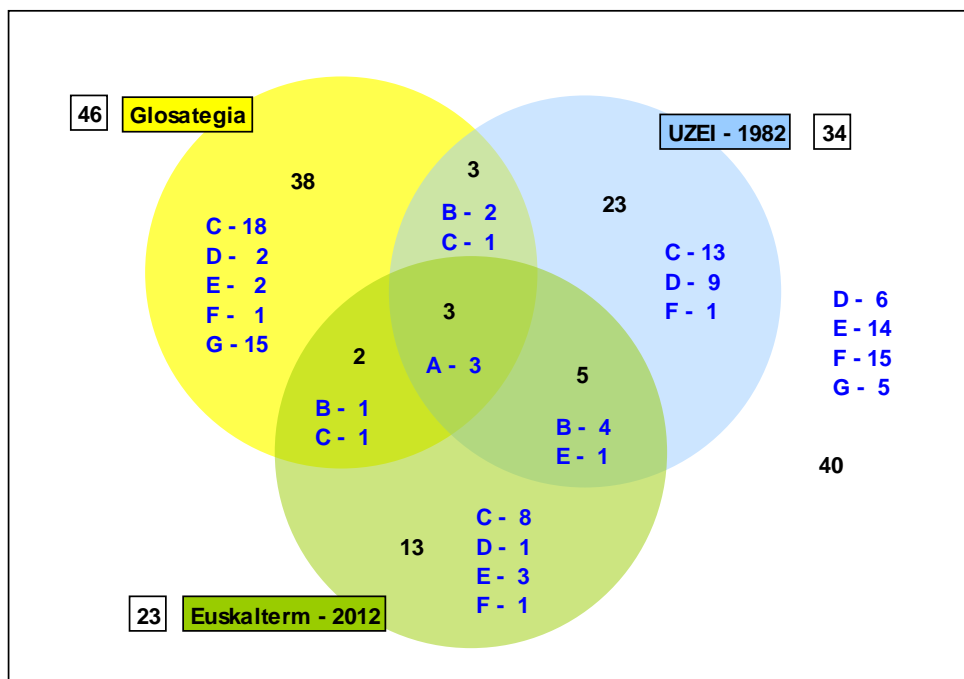 46 Glosategia
UZEI - 1982 34
38
C - 18
D - 2
E - 2
F - 1
G - 15
3
B - 2
C - 1
23
C - 13
D - 9
F - 1
D - 6
E - 14
F - 15
G - 5
40
3
A - 3
2
B - 1
C - 1
5
B - 4
E - 1
13
C - 8
D - 1
E - 3
F - 1
23 Euskalterm - 2012